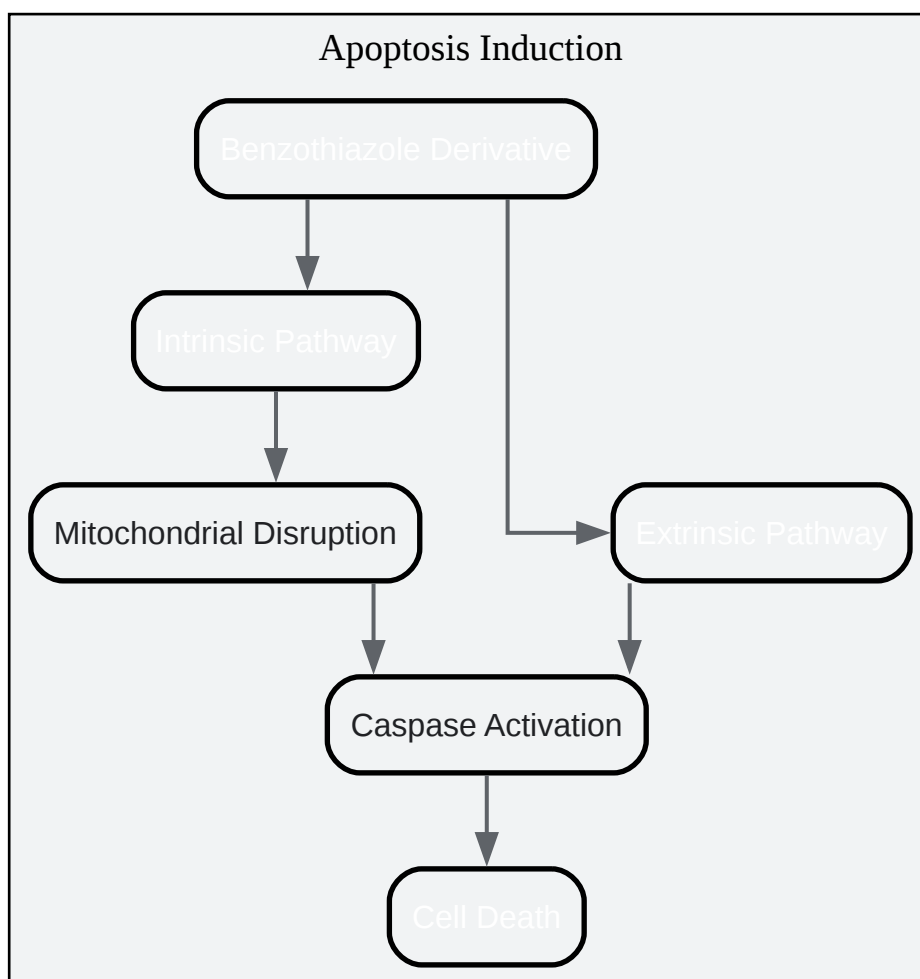 Apoptosis Induction
Benzothiazole Derivative
Intrinsic Pathway
Mitochondrial Disruption
Extrinsic Pathway
Caspase Activation
Cell Death